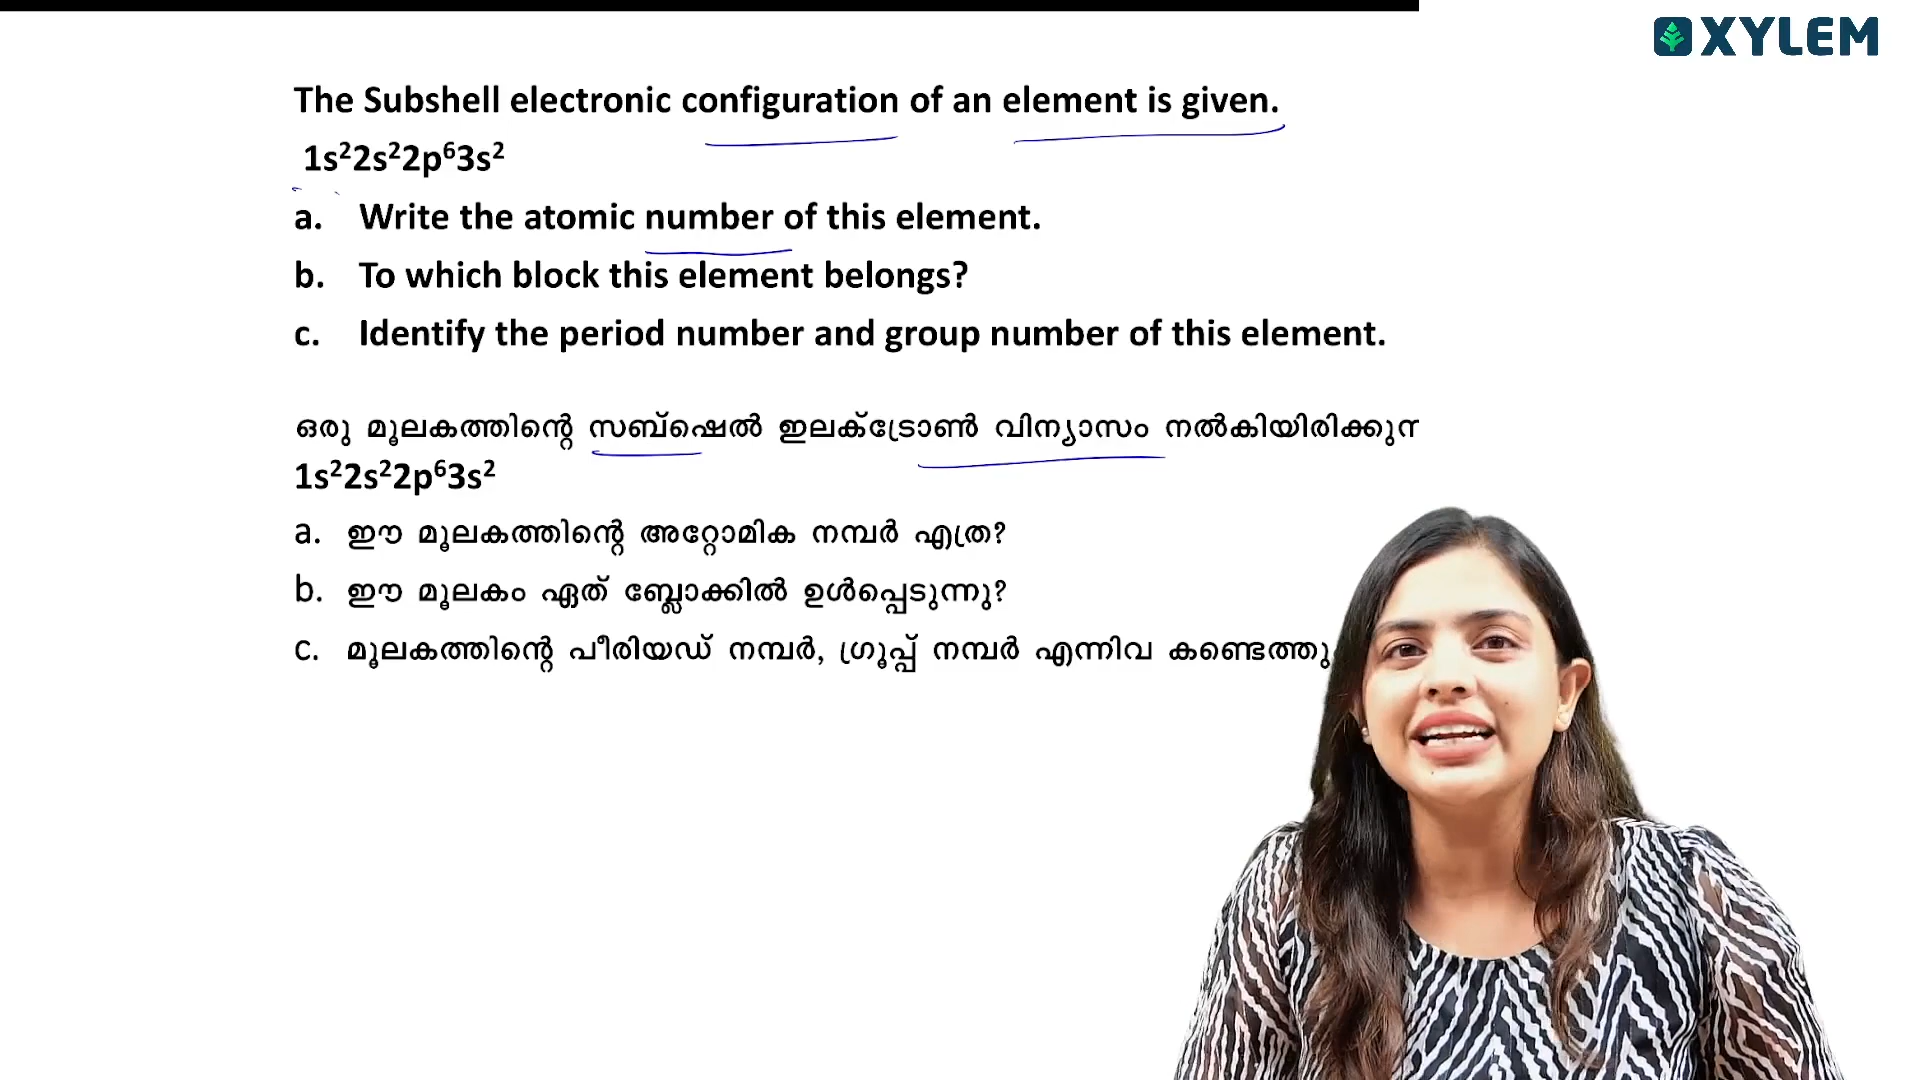 XYLEM
The Subshell electronic configuration of an element is given.
1s²2s²2p⁶3s²
a. Write the atomic number of this element.
b. To which block this element belongs?
c. Identify the period number and group number of this element.
ഒരു മൂലകത്തിന്റെ സബ്ഷെൽ ഇലക്ട്രോൺ വിന്യാസം
1s²2s²2p⁶3s²
a. ഈ മൂലകത്തിന്റെ അറ്റോമിക നമ്പർ എത്ര?
b. ഈ മൂലകം ഏത് ബ്ലോക്കിൽ ഉൾപ്പെടുന്നു?
c. മൂലകത്തിന്റെ പീരിയഡ് നമ്പർ, ഗ്രൂപ്പ് നമ്പർ എന്നിവ കണ്ടെത്തു